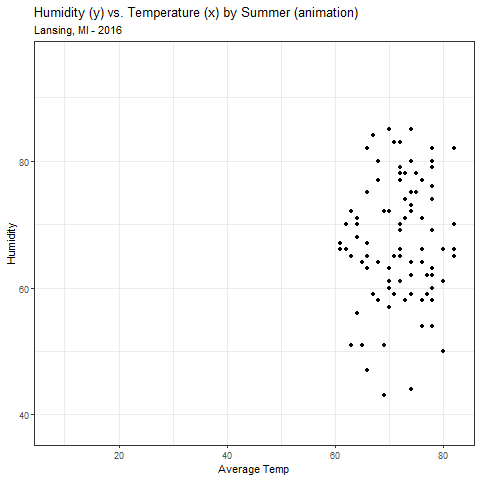 Humidity (y) vs. Temperature (x) by Summer (animation)
Lansing, MI - 2016
Humidity
80
60
40
20 40 60 80
Average Temp